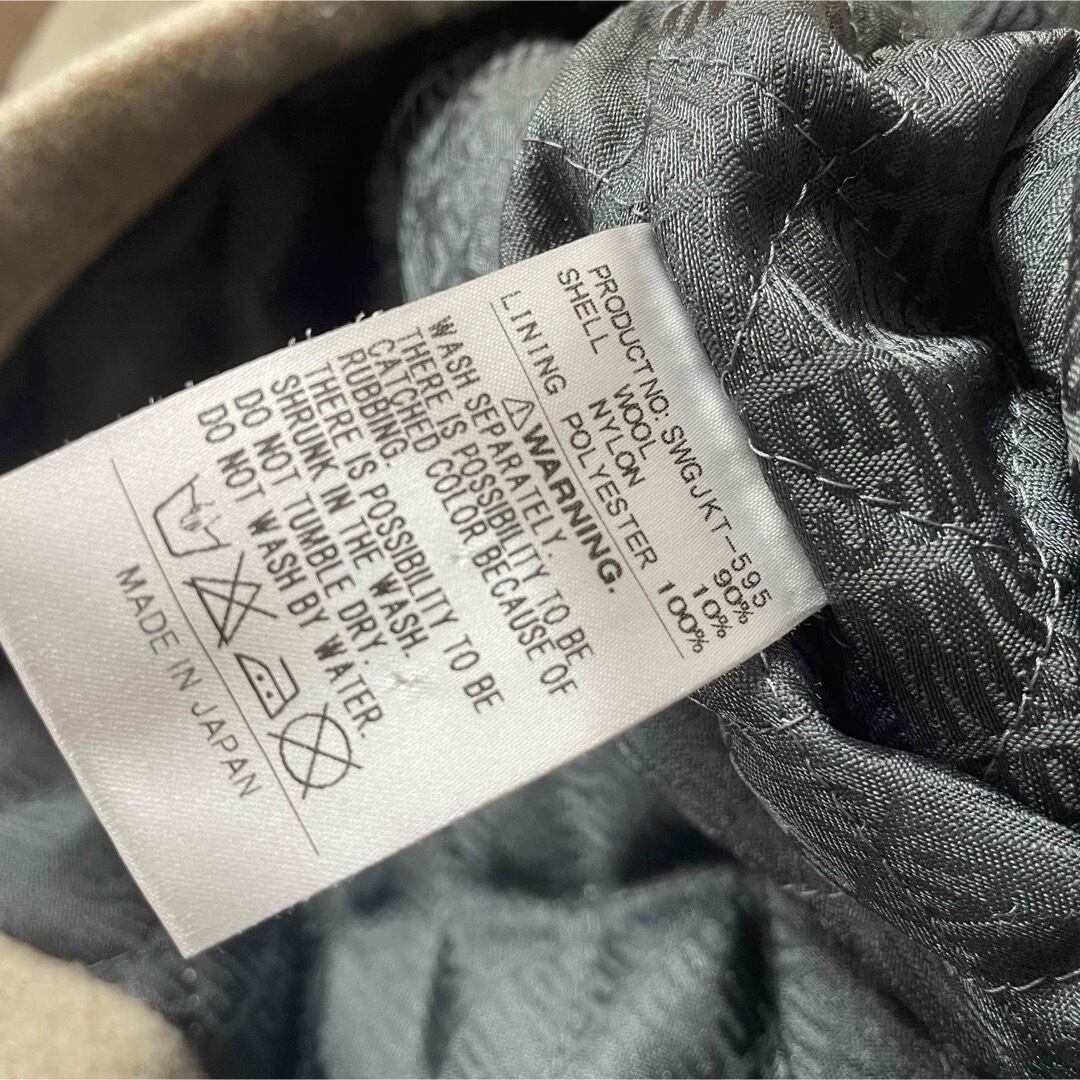 PRODUCT NO: SWGJKT-595
SHELL WOOL 90%
NYLON 10%
LINING POLYESTER 100%
⚠WARNING.
WASH SEPARATELY.
THERE IS POSSIBILITY TO BE
CATCHED COLOR BECAUSE OF
RUBBING.
THERE IS POSSIBILITY TO BE
SHRUNK IN THE WASH.
DO NOT TUMBLE DRY.
DO NOT WASH BY WATER.
MADE IN JAPAN